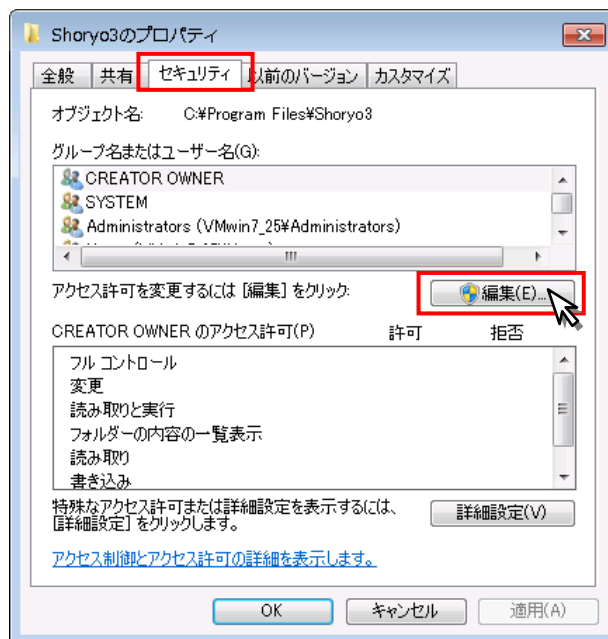 Shoryo3のプロパティ
全般 共有 セキュリティ 以前のバージョン カスタマイズ
オブジェクト名: C:¥Program Files¥Shoryo3
グループ名またはユーザー名(G):
CREATOR OWNER
SYSTEM
Administrators (VMwin7_25¥Administrators)
アクセス許可を変更するには [編集] をクリック:
編集(E)...
CREATOR OWNER のアクセス許可(P) 許可 拒否
フル コントロール
変更
読み取りと実行
フォルダーの内容の一覧表示
読み取り
書き込み
特殊なアクセス許可または詳細設定を表示するには、
[詳細設定] をクリックします。
詳細設定(V)
アクセス制御とアクセス許可の詳細を表示します。
OK キャンセル 適用(A)